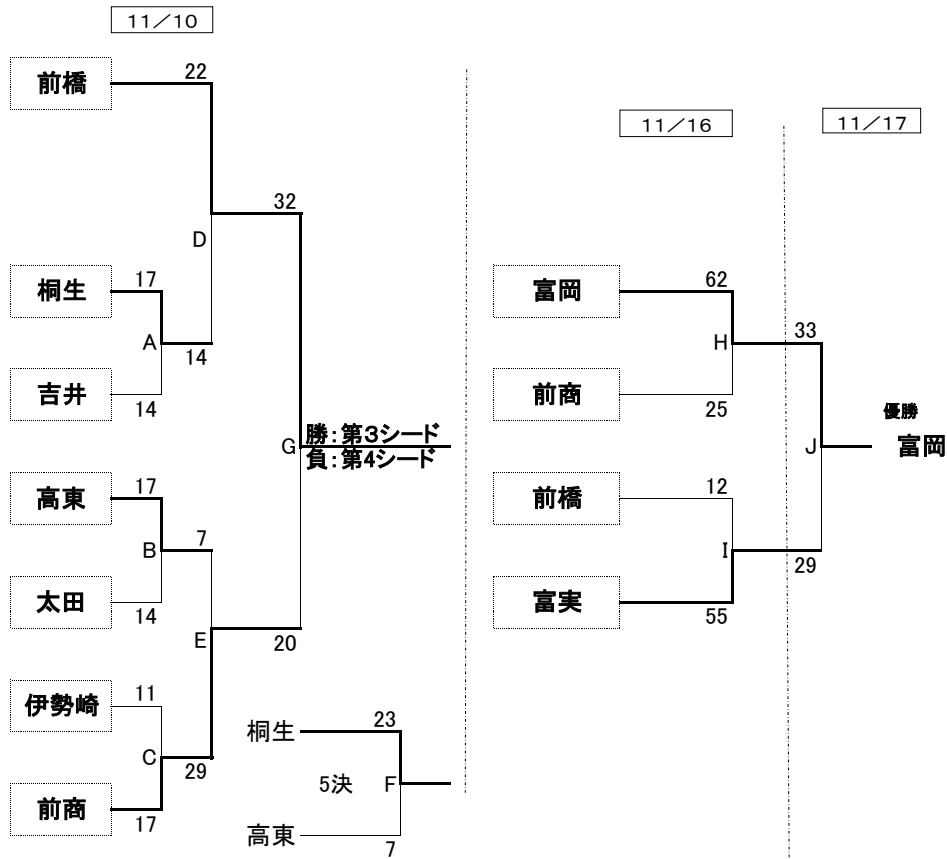 11／10
前橋
22
32
D
桐生
17
A
14
吉井
14
G
勝：第3シード
負：第4シード
高東
17
B
7
太田
14
E
20
伊勢崎
11
C
29
前商
17
桐生
23
5決
F
高東
7
11／16
11／17
富岡
62
H
33
前商
25
優勝
J
富岡
前橋
12
I
29
富実
55